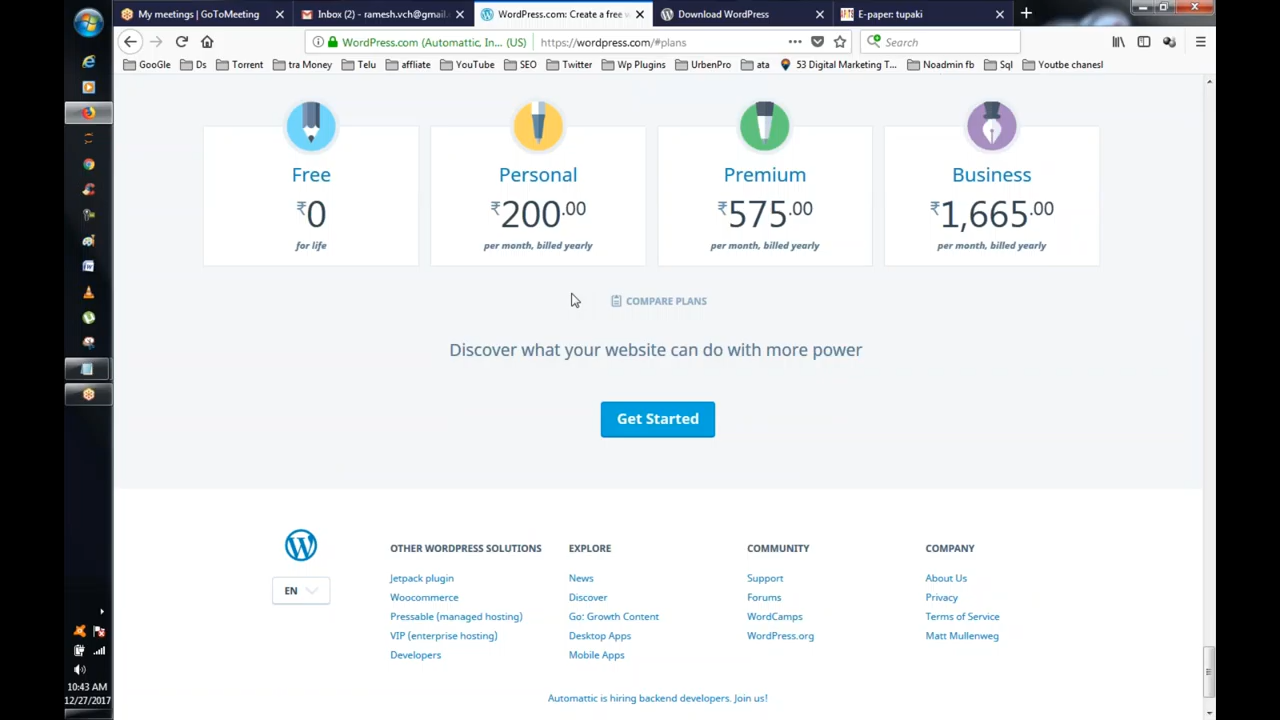 My meetings | GoToMeeting
Inbox (2) - ramesh.vch@gmail.
WordPress.com: Create a free w
Download WordPress
E-paper: tupaki
WordPress.com (Automattic, In... (US)
https://wordpress.com/#plans
Search
GooGle
Ds
Torrent
tra Money
Telu
affliate
YouTube
SEO
Twitter
Wp Plugins
UrbenPro
ata
53 Digital Marketing T...
Noadmin fb
Sql
Youtbe chanesl
Free
₹0
for life
Personal
₹200.00
per month, billed yearly
Premium
₹575.00
per month, billed yearly
Business
₹1,665.00
per month, billed yearly
COMPARE PLANS
Discover what your website can do with more power
Get Started
EN
OTHER WORDPRESS SOLUTIONS
Jetpack plugin
Woocommerce
Pressable (managed hosting)
VIP (enterprise hosting)
Developers
EXPLORE
News
Discover
Go: Growth Content
Desktop Apps
Mobile Apps
COMMUNITY
Support
Forums
WordCamps
WordPress.org
COMPANY
About Us
Privacy
Terms of Service
Matt Mullenweg
Automattic is hiring backend developers. Join us!
10:43 AM
12/27/2017